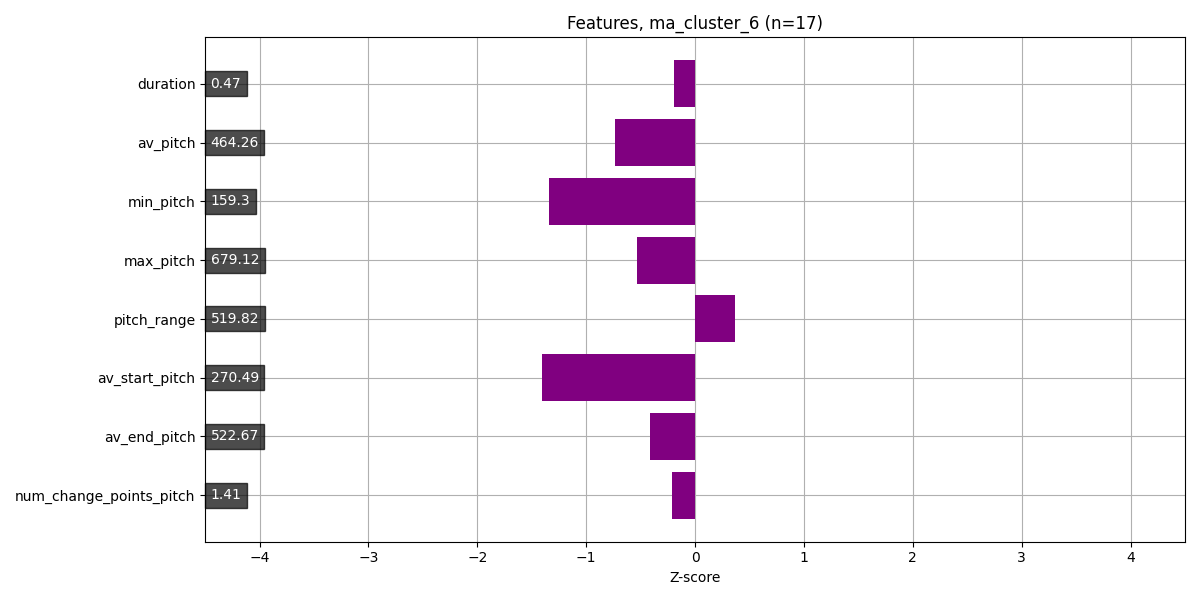 Features, ma_cluster_6 (n=17)
duration 0.47
av_pitch 464.26
min_pitch 159.3
max_pitch 679.12
pitch_range 519.82
av_start_pitch 270.49
av_end_pitch 522.67
num_change_points_pitch 1.41
−4 −3 −2 −1 0 1 2 3 4
Z-score